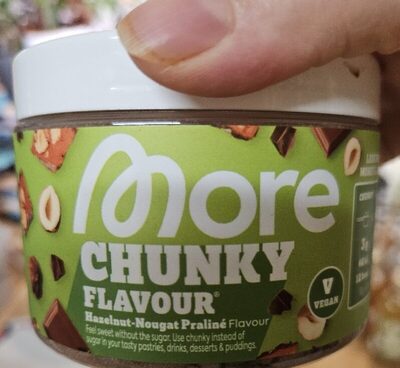 More
CHUNKY
FLAVOUR®
Hazelnut-Nougat Praliné Flavour
Feel sweet without the sugar. Use chunky instead of
sugar in your tasty pastries, drinks, desserts & puddings.
V
VEGAN